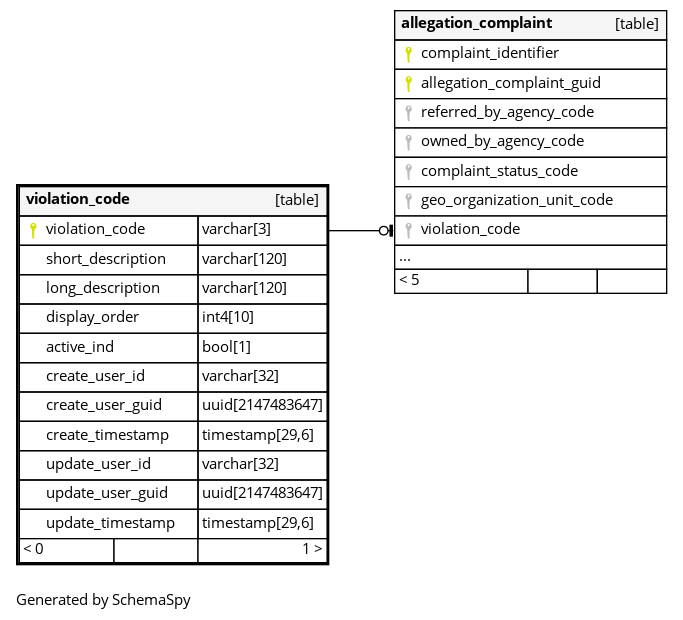 allegation_complaint [table]
complaint_identifier
allegation_complaint_guid
referred_by_agency_code
owned_by_agency_code
complaint_status_code
geo_organization_unit_code
violation_code
...
< 5
violation_code [table]
violation_code varchar[3]
short_description varchar[120]
long_description varchar[120]
display_order int4[10]
active_ind bool[1]
create_user_id varchar[32]
create_user_guid uuid[2147483647]
create_timestamp timestamp[29,6]
update_user_id varchar[32]
update_user_guid uuid[2147483647]
update_timestamp timestamp[29,6]
< 0 1 >
Generated by SchemaSpy